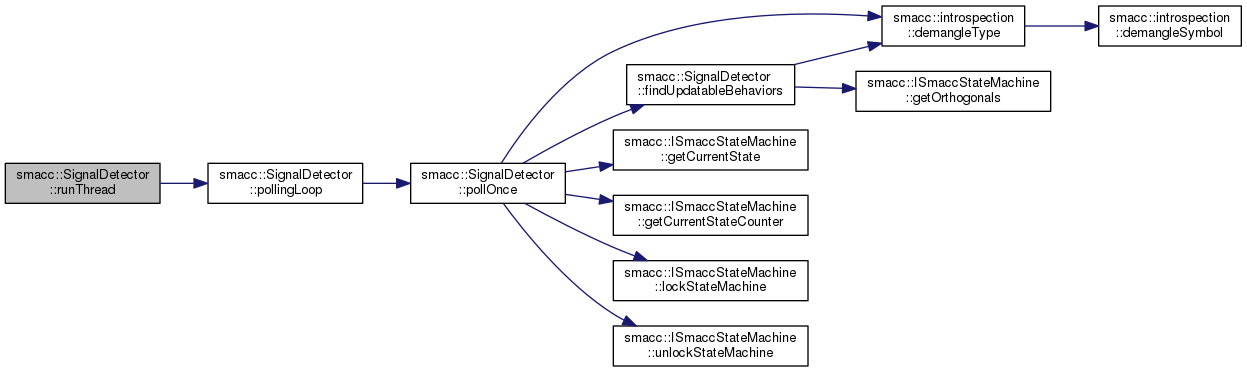 smacc::SignalDetector
::runThread
smacc::SignalDetector
::pollingLoop
smacc::SignalDetector
::pollOnce
smacc::introspection
::demangleType
smacc::introspection
::demangleSymbol
smacc::SignalDetector
::findUpdatableBehaviors
smacc::ISmaccStateMachine
::getOrthogonals
smacc::ISmaccStateMachine
::getCurrentState
smacc::ISmaccStateMachine
::getCurrentStateCounter
smacc::ISmaccStateMachine
::lockStateMachine
smacc::ISmaccStateMachine
::unlockStateMachine